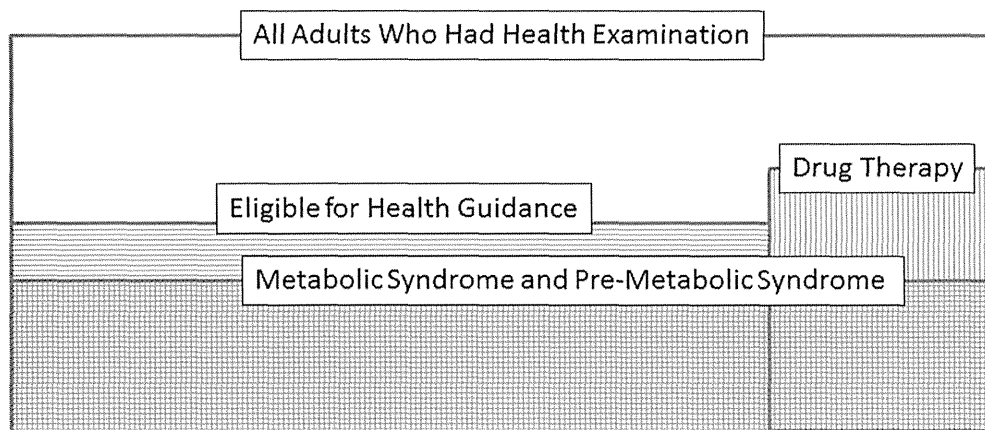 All Adults Who Had Health Examination
Drug Therapy
Eligible for Health Guidance
Metabolic Syndrome and Pre-Metabolic Syndrome